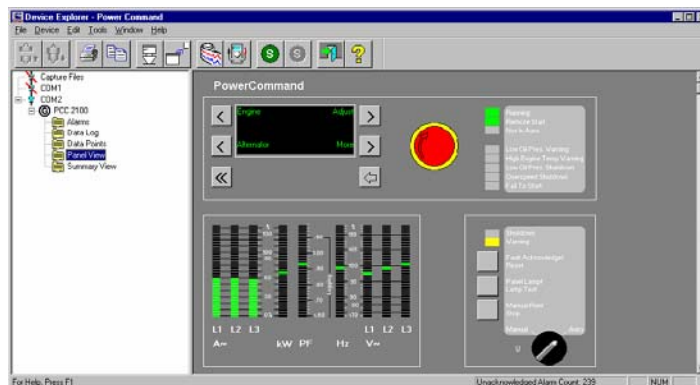 Device Explorer - Power Command
File Device Edit Tools Window Help
Capture Files
COM1
COM2
PCC 2100
Alarms
Data Log
Data Points
Panel View
Summary View
PowerCommand
Engine Adjust
Alternator More
Running
Remote Start
Not In Auto
Low Oil Pres. Warning
High Engine Temp Warning
Low Oil Pres. Shutdown
Overspeed Shutdown
Fail To Start
Shutdown
Warning
Fault Acknowledge/
Reset
Panel Lamp/
Lamp Test
Manual Run/
Stop
Manual
L1 L2 L3
L1 L2 L3
A~ kW PF Hz V~
For Help, Press F1
Unacknowledged Alarm Count: 239
NUM